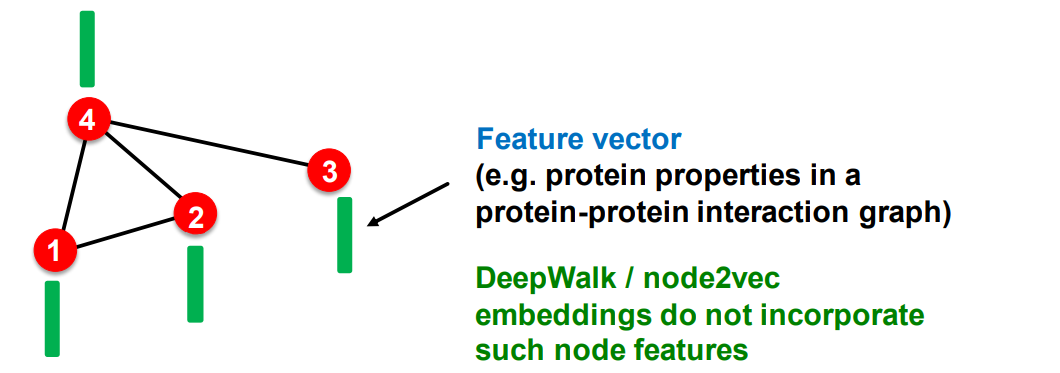 4
3
2
1
Feature vector
(e.g. protein properties in a
protein-protein interaction graph)
DeepWalk / node2vec
embeddings do not incorporate
such node features